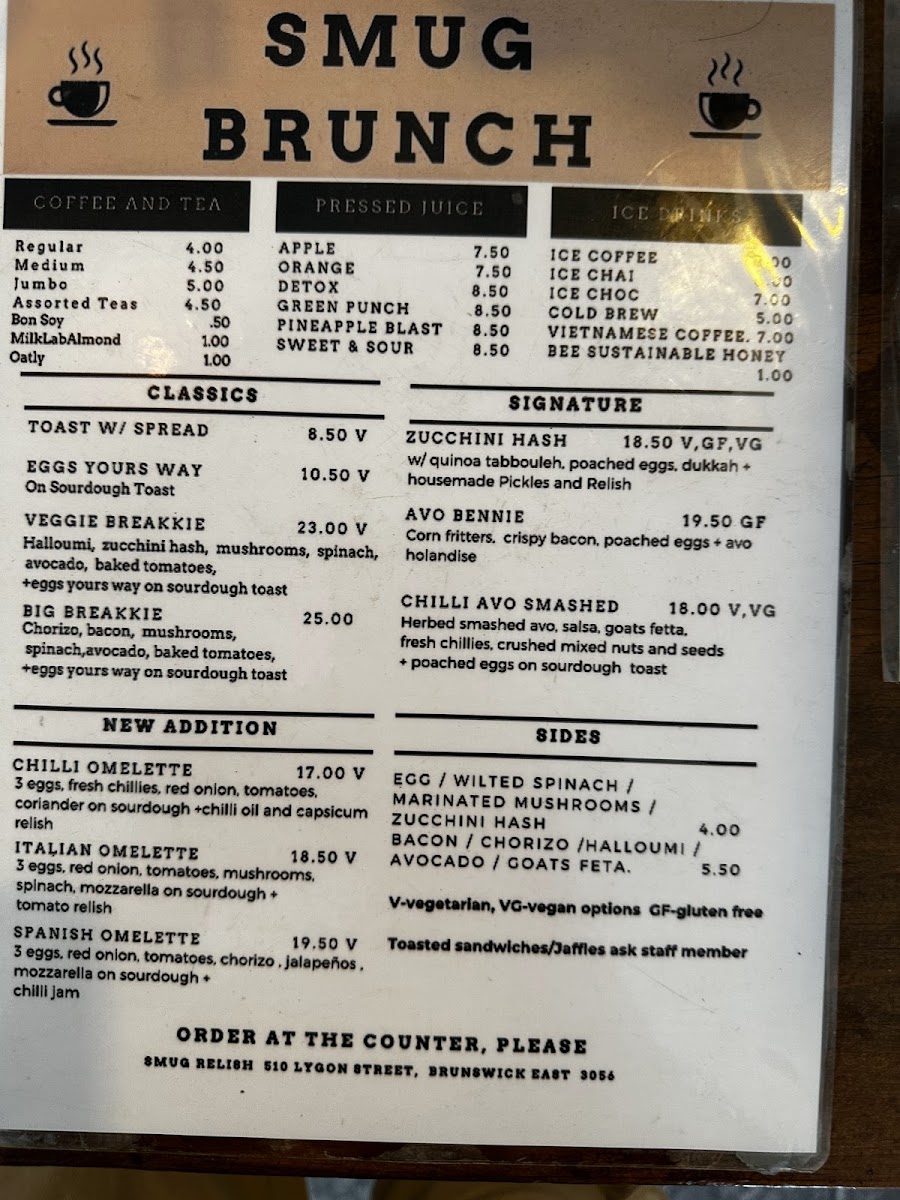 SMUG
BRUNCH
COFFEE AND TEA
Regular 4.00
Medium 4.50
Jumbo 5.00
Assorted Teas 4.50
Bon Soy .50
MilkLabAlmond 1.00
Oatly 1.00
PRESSED JUICE
APPLE 7.50
ORANGE 7.50
DETOX 8.50
GREEN PUNCH 8.50
PINEAPPLE BLAST 8.50
SWEET & SOUR 8.50
ICE DRINKS
ICE COFFEE
ICE CHAI
ICE CHOC 7.00
COLD BREW 5.00
VIETNAMESE COFFEE. 7.00
BEE SUSTAINABLE HONEY
1.00
CLASSICS
TOAST W/ SPREAD 8.50 V
EGGS YOURS WAY 10.50 V
On Sourdough Toast
VEGGIE BREAKKIE 23.00 V
Halloumi, zucchini hash, mushrooms, spinach,
avocado, baked tomatoes,
+eggs yours way on sourdough toast
BIG BREAKKIE 25.00
Chorizo, bacon, mushrooms,
spinach,avocado, baked tomatoes,
+eggs yours way on sourdough toast
SIGNATURE
ZUCCHINI HASH 18.50 V,GF,VG
w/ quinoa tabbouleh, poached eggs, dukkah +
housemade Pickles and Relish
AVO BENNIE 19.50 GF
Corn fritters, crispy bacon, poached eggs + avo
holandise
CHILLI AVO SMASHED 18.00 V,VG
Herbed smashed avo, salsa, goats fetta,
fresh chillies, crushed mixed nuts and seeds
+ poached eggs on sourdough toast
NEW ADDITION
CHILLI OMELETTE 17.00 V
3 eggs, fresh chillies, red onion, tomatoes,
coriander on sourdough +chilli oil and capsicum
relish
ITALIAN OMELETTE 18.50 V
3 eggs, red onion, tomatoes, mushrooms,
spinach, mozzarella on sourdough +
tomato relish
SPANISH OMELETTE 19.50 V
3 eggs, red onion, tomatoes, chorizo , jalapeños ,
mozzarella on sourdough +
chilli jam
SIDES
EGG / WILTED SPINACH /
MARINATED MUSHROOMS /
ZUCCHINI HASH 4.00
BACON / CHORIZO /HALLOUMI /
AVOCADO / GOATS FETA. 5.50
V-vegetarian, VG-vegan options GF-gluten free
Toasted sandwiches/Jaffles ask staff member
ORDER AT THE COUNTER, PLEASE
SMUG RELISH 510 LYGON STREET, BRUNSWICK EAST 3056